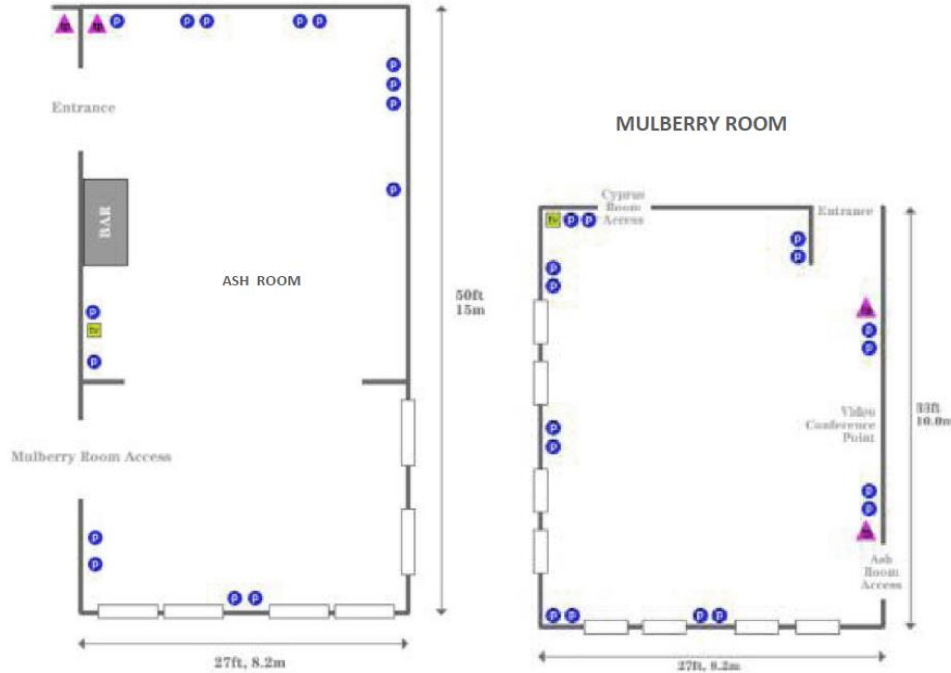 p p p p p
p
p
p
Entrance
p
BAR
ASH ROOM
p
tv
p
50ft
15m
Mulberry Room Access
p
p
p p
27ft, 8.2m
MULBERRY ROOM
Cyprus
Room
Access
Entrance
tv p p
p
p
p
p
p
p
Video
Conference
Point
33ft
10.0m
p
p
p
p
Ash
Room
Access
p p p p
27ft, 8.2m